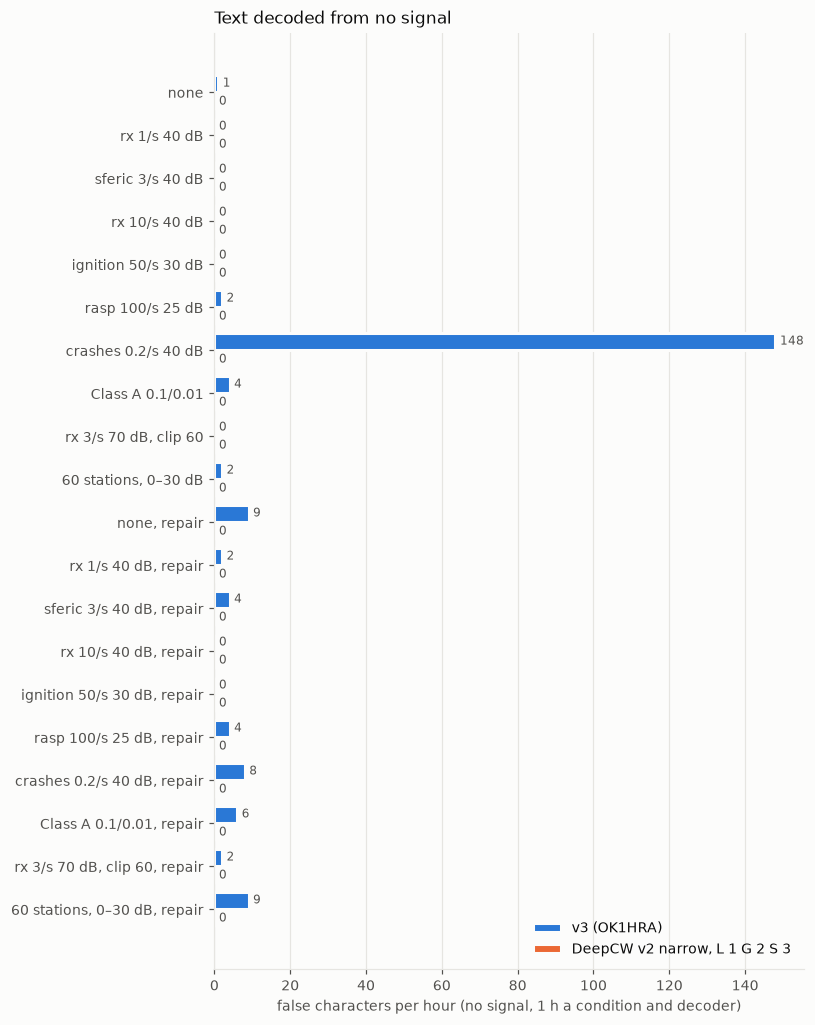 Text decoded from no signal
none 1
0
rx 1/s 40 dB 0
0
sferic 3/s 40 dB 0
0
rx 10/s 40 dB 0
0
ignition 50/s 30 dB 0
0
rasp 100/s 25 dB 2
0
crashes 0.2/s 40 dB 148
0
Class A 0.1/0.01 4
0
rx 3/s 70 dB, clip 60 0
0
60 stations, 0–30 dB 2
0
none, repair 9
0
rx 1/s 40 dB, repair 2
0
sferic 3/s 40 dB, repair 4
0
rx 10/s 40 dB, repair 0
0
ignition 50/s 30 dB, repair 0
0
rasp 100/s 25 dB, repair 4
0
crashes 0.2/s 40 dB, repair 8
0
Class A 0.1/0.01, repair 6
0
rx 3/s 70 dB, clip 60, repair 2
0
60 stations, 0–30 dB, repair 9
0
v3 (OK1HRA)
DeepCW v2 narrow, L 1 G 2 S 3
0 20 40 60 80 100 120 140
false characters per hour (no signal, 1 h a condition and decoder)